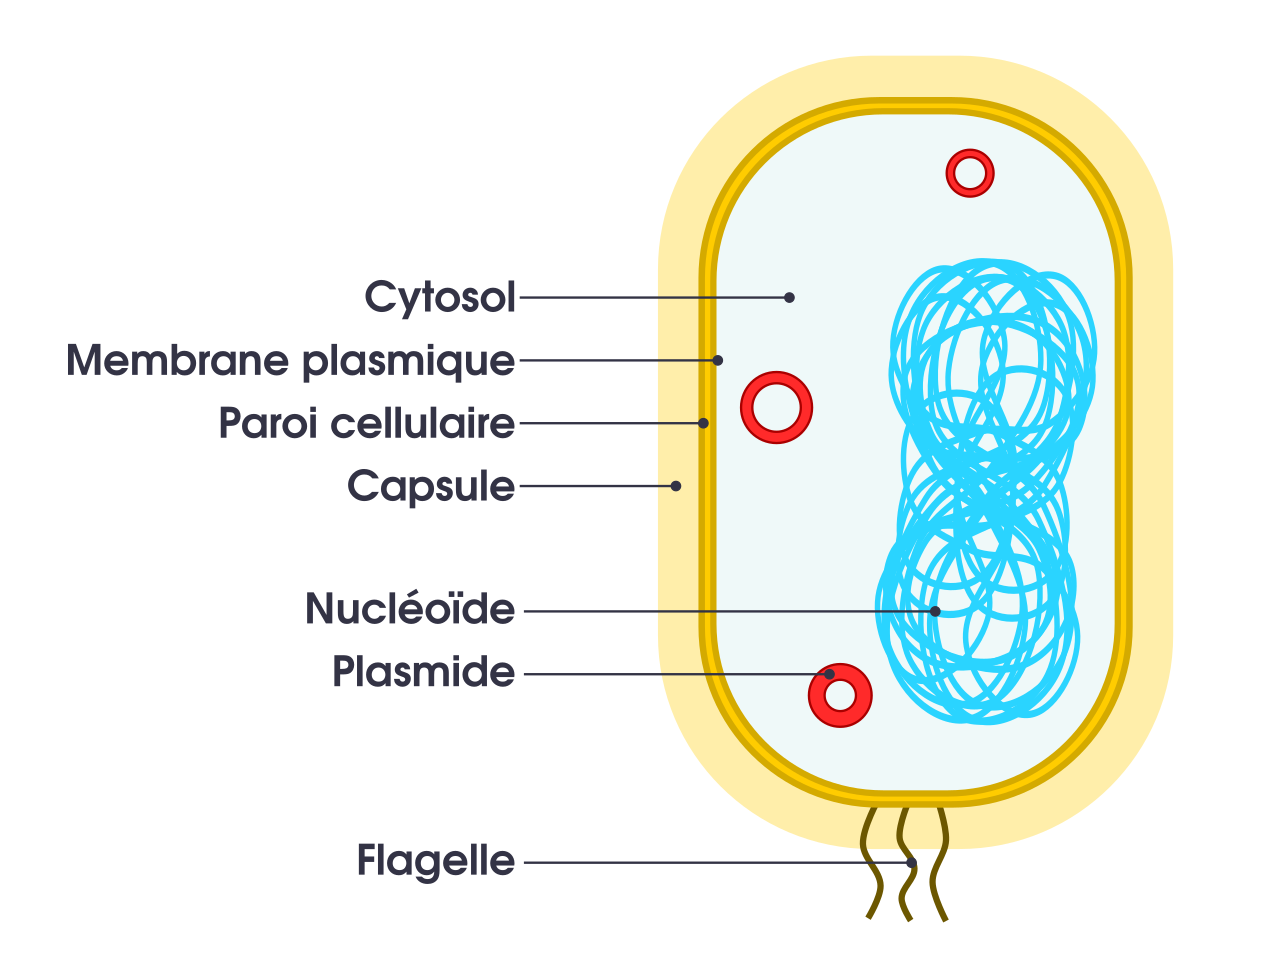 Cytosol
Membrane plasmique
Paroi cellulaire
Capsule
Nucléoïde
Plasmide
Flagelle